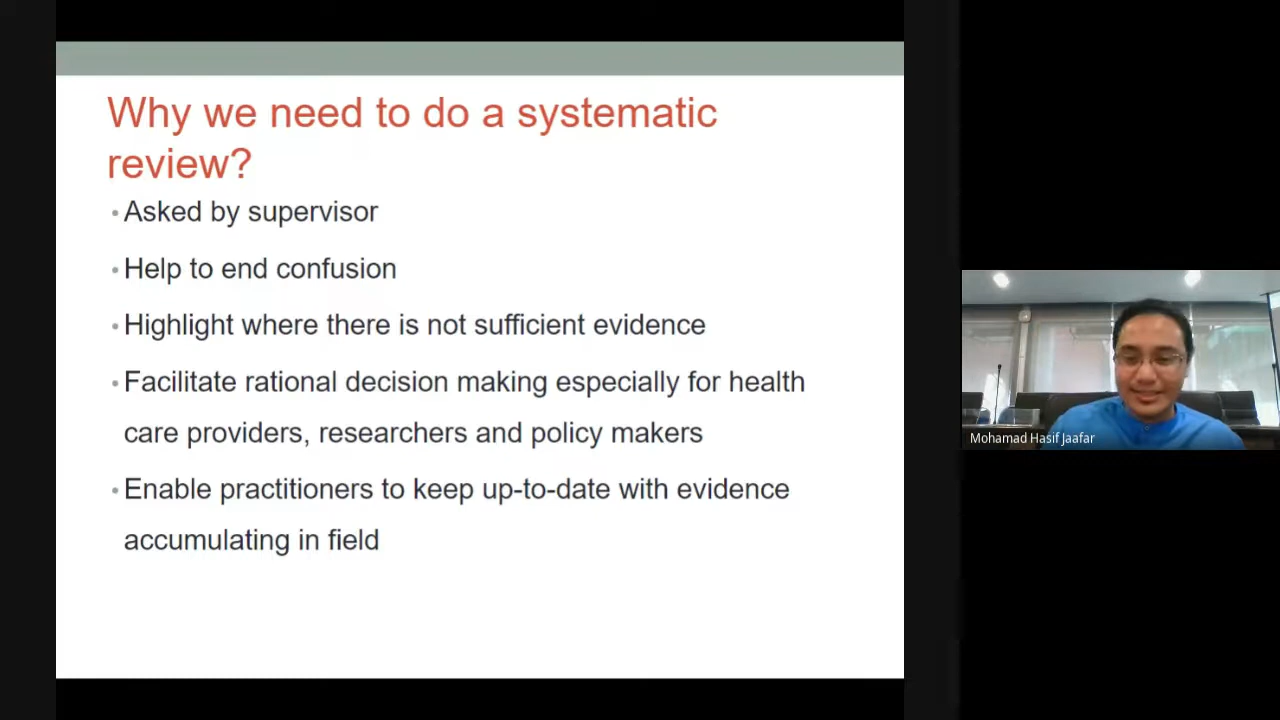 Why we need to do a systematic
review?
• Asked by supervisor
• Help to end confusion
• Highlight where there is not sufficient evidence
• Facilitate rational decision making especially for health
care providers, researchers and policy makers
• Enable practitioners to keep up-to-date with evidence
accumulating in field
Mohamad Hasif Jaafar